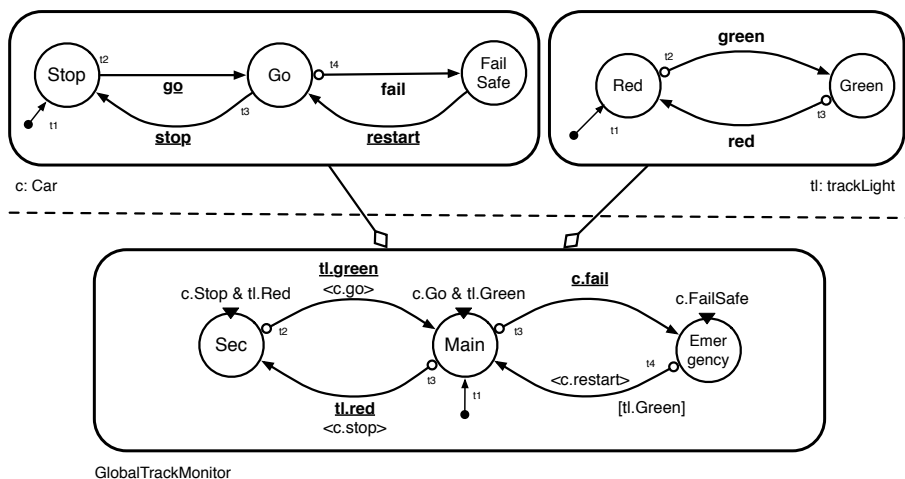 t2
t4
green
t2
Stop
go
Go
fail
Fail
Safe
Red
Green
t1
t3
t1
t3
stop
restart
red
c: Car
tl: trackLight
tl.green
<c.go>
c.fail
c.Stop & tl.Red
c.Go & tl.Green
c.FailSafe
t2
t3
Sec
Main
Emer
gency
t3
t4
t1
<c.restart>
tl.red
<c.stop>
[tl.Green]
GlobalTrackMonitor